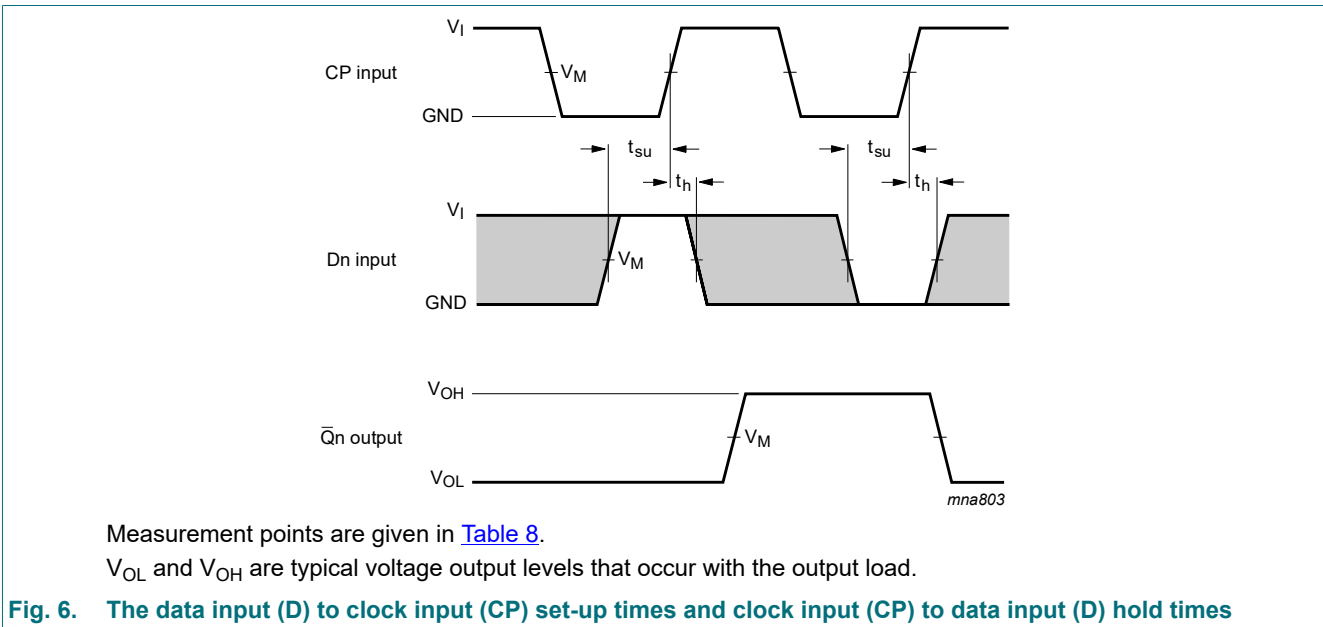 VI
CP input
VM
GND
tsu
tsu
th
th
VI
Dn input
VM
GND
VOH
Q̅n output
VM
VOL
mna803
Measurement points are given in Table 8.
VOL and VOH are typical voltage output levels that occur with the output load.
Fig. 6. The data input (D) to clock input (CP) set-up times and clock input (CP) to data input (D) hold times